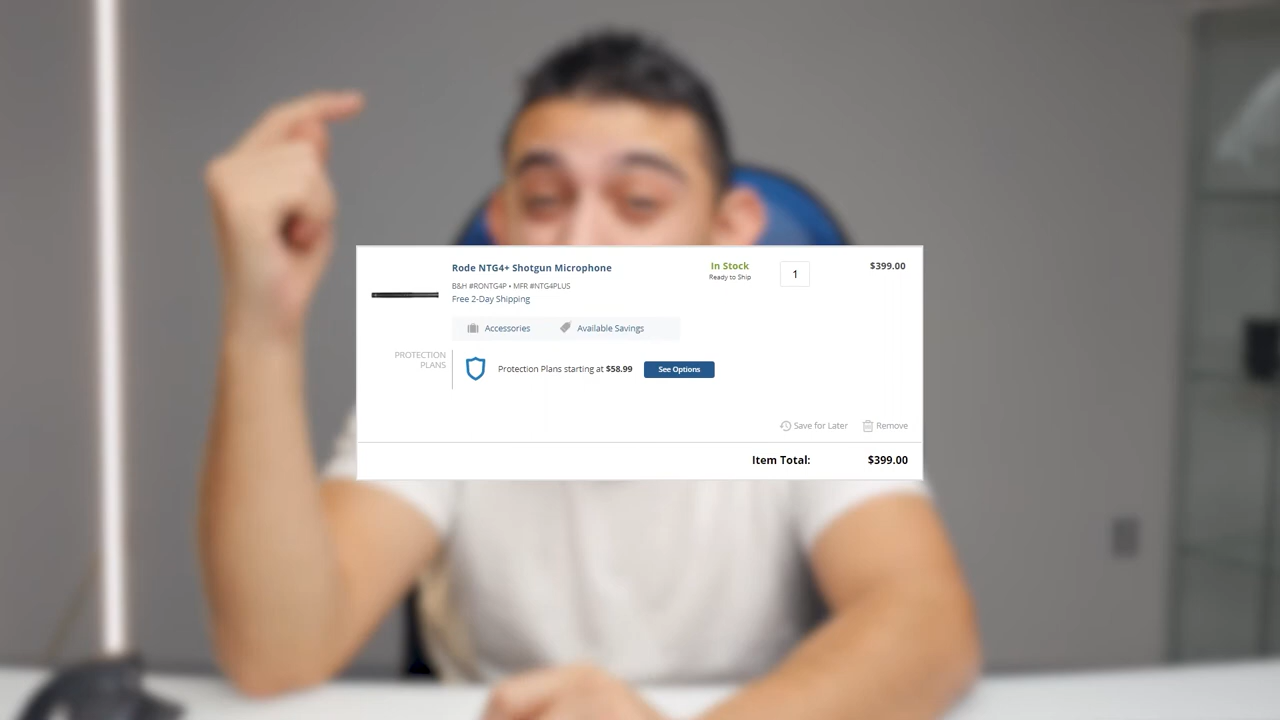 Rode NTG4+ Shotgun Microphone
In Stock
1
$399.00
Ready to Ship
B&H #RONTG4P • MFR #NTG4PLUS
Free 2-Day Shipping
Accessories
Available Savings
PROTECTION
PLANS
Protection Plans starting at $58.99
See Options
Save for Later
Remove
Item Total:
$399.00